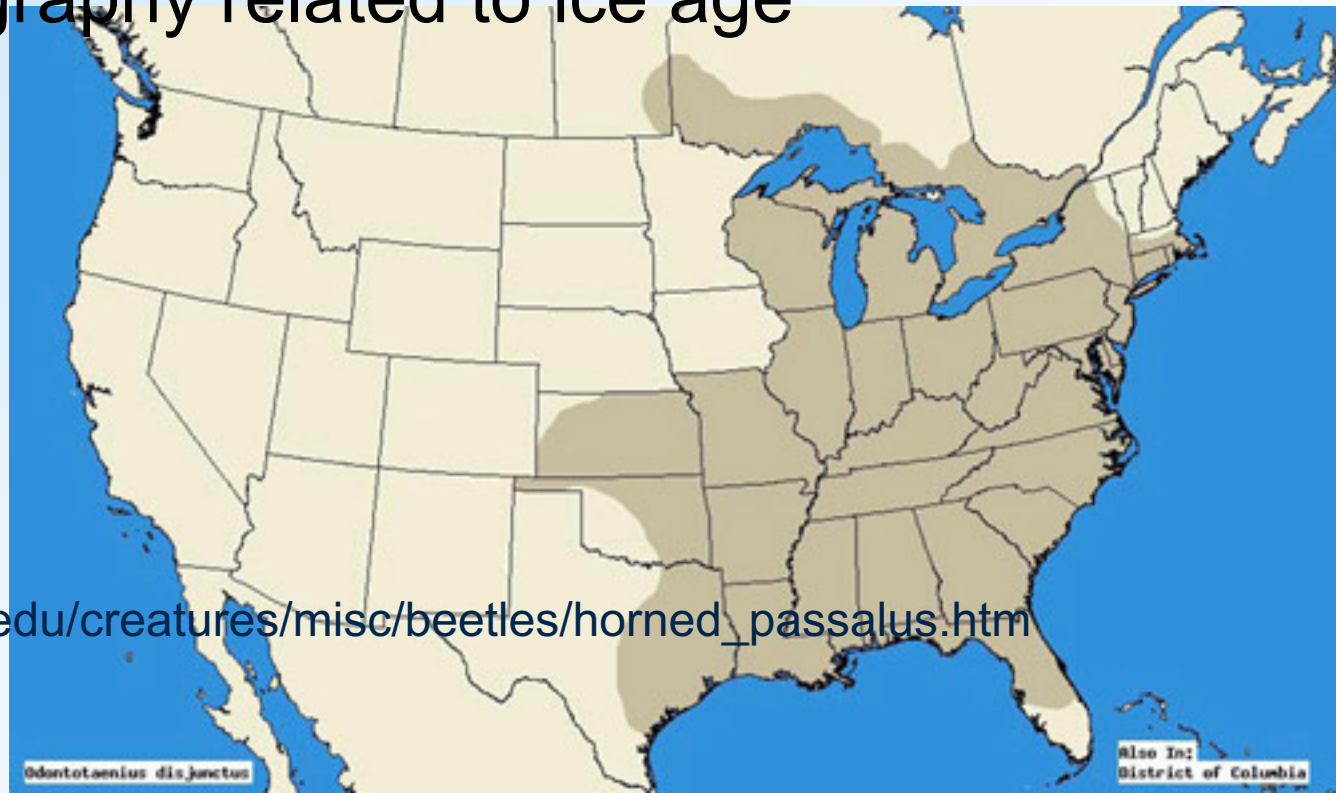 graphy related to ice age
edu/creatures/misc/beetles/horned_passalus.htm
Odontotaenius disjunctus
Also In:
District of Columbia